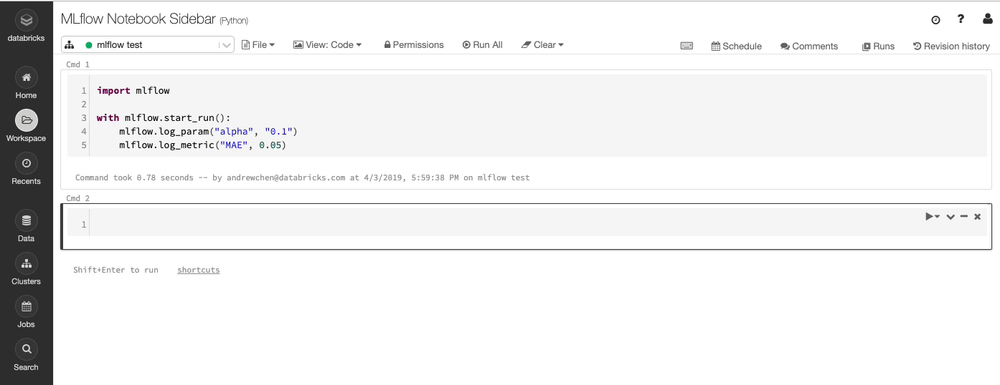 MLflow Notebook Sidebar (Python)
databricks
mlflow test File View: Code Permissions Run All Clear Schedule Comments Runs Revision history
Home
Workspace
Recents
Data
Clusters
Jobs
Search
Cmd 1
1 import mlflow
2
3 with mlflow.start_run():
4 mlflow.log_param("alpha", "0.1")
5 mlflow.log_metric("MAE", 0.05)
Command took 0.78 seconds -- by andrewchen@databricks.com at 4/3/2019, 5:59:38 PM on mlflow test
Cmd 2
1
Shift+Enter to run shortcuts